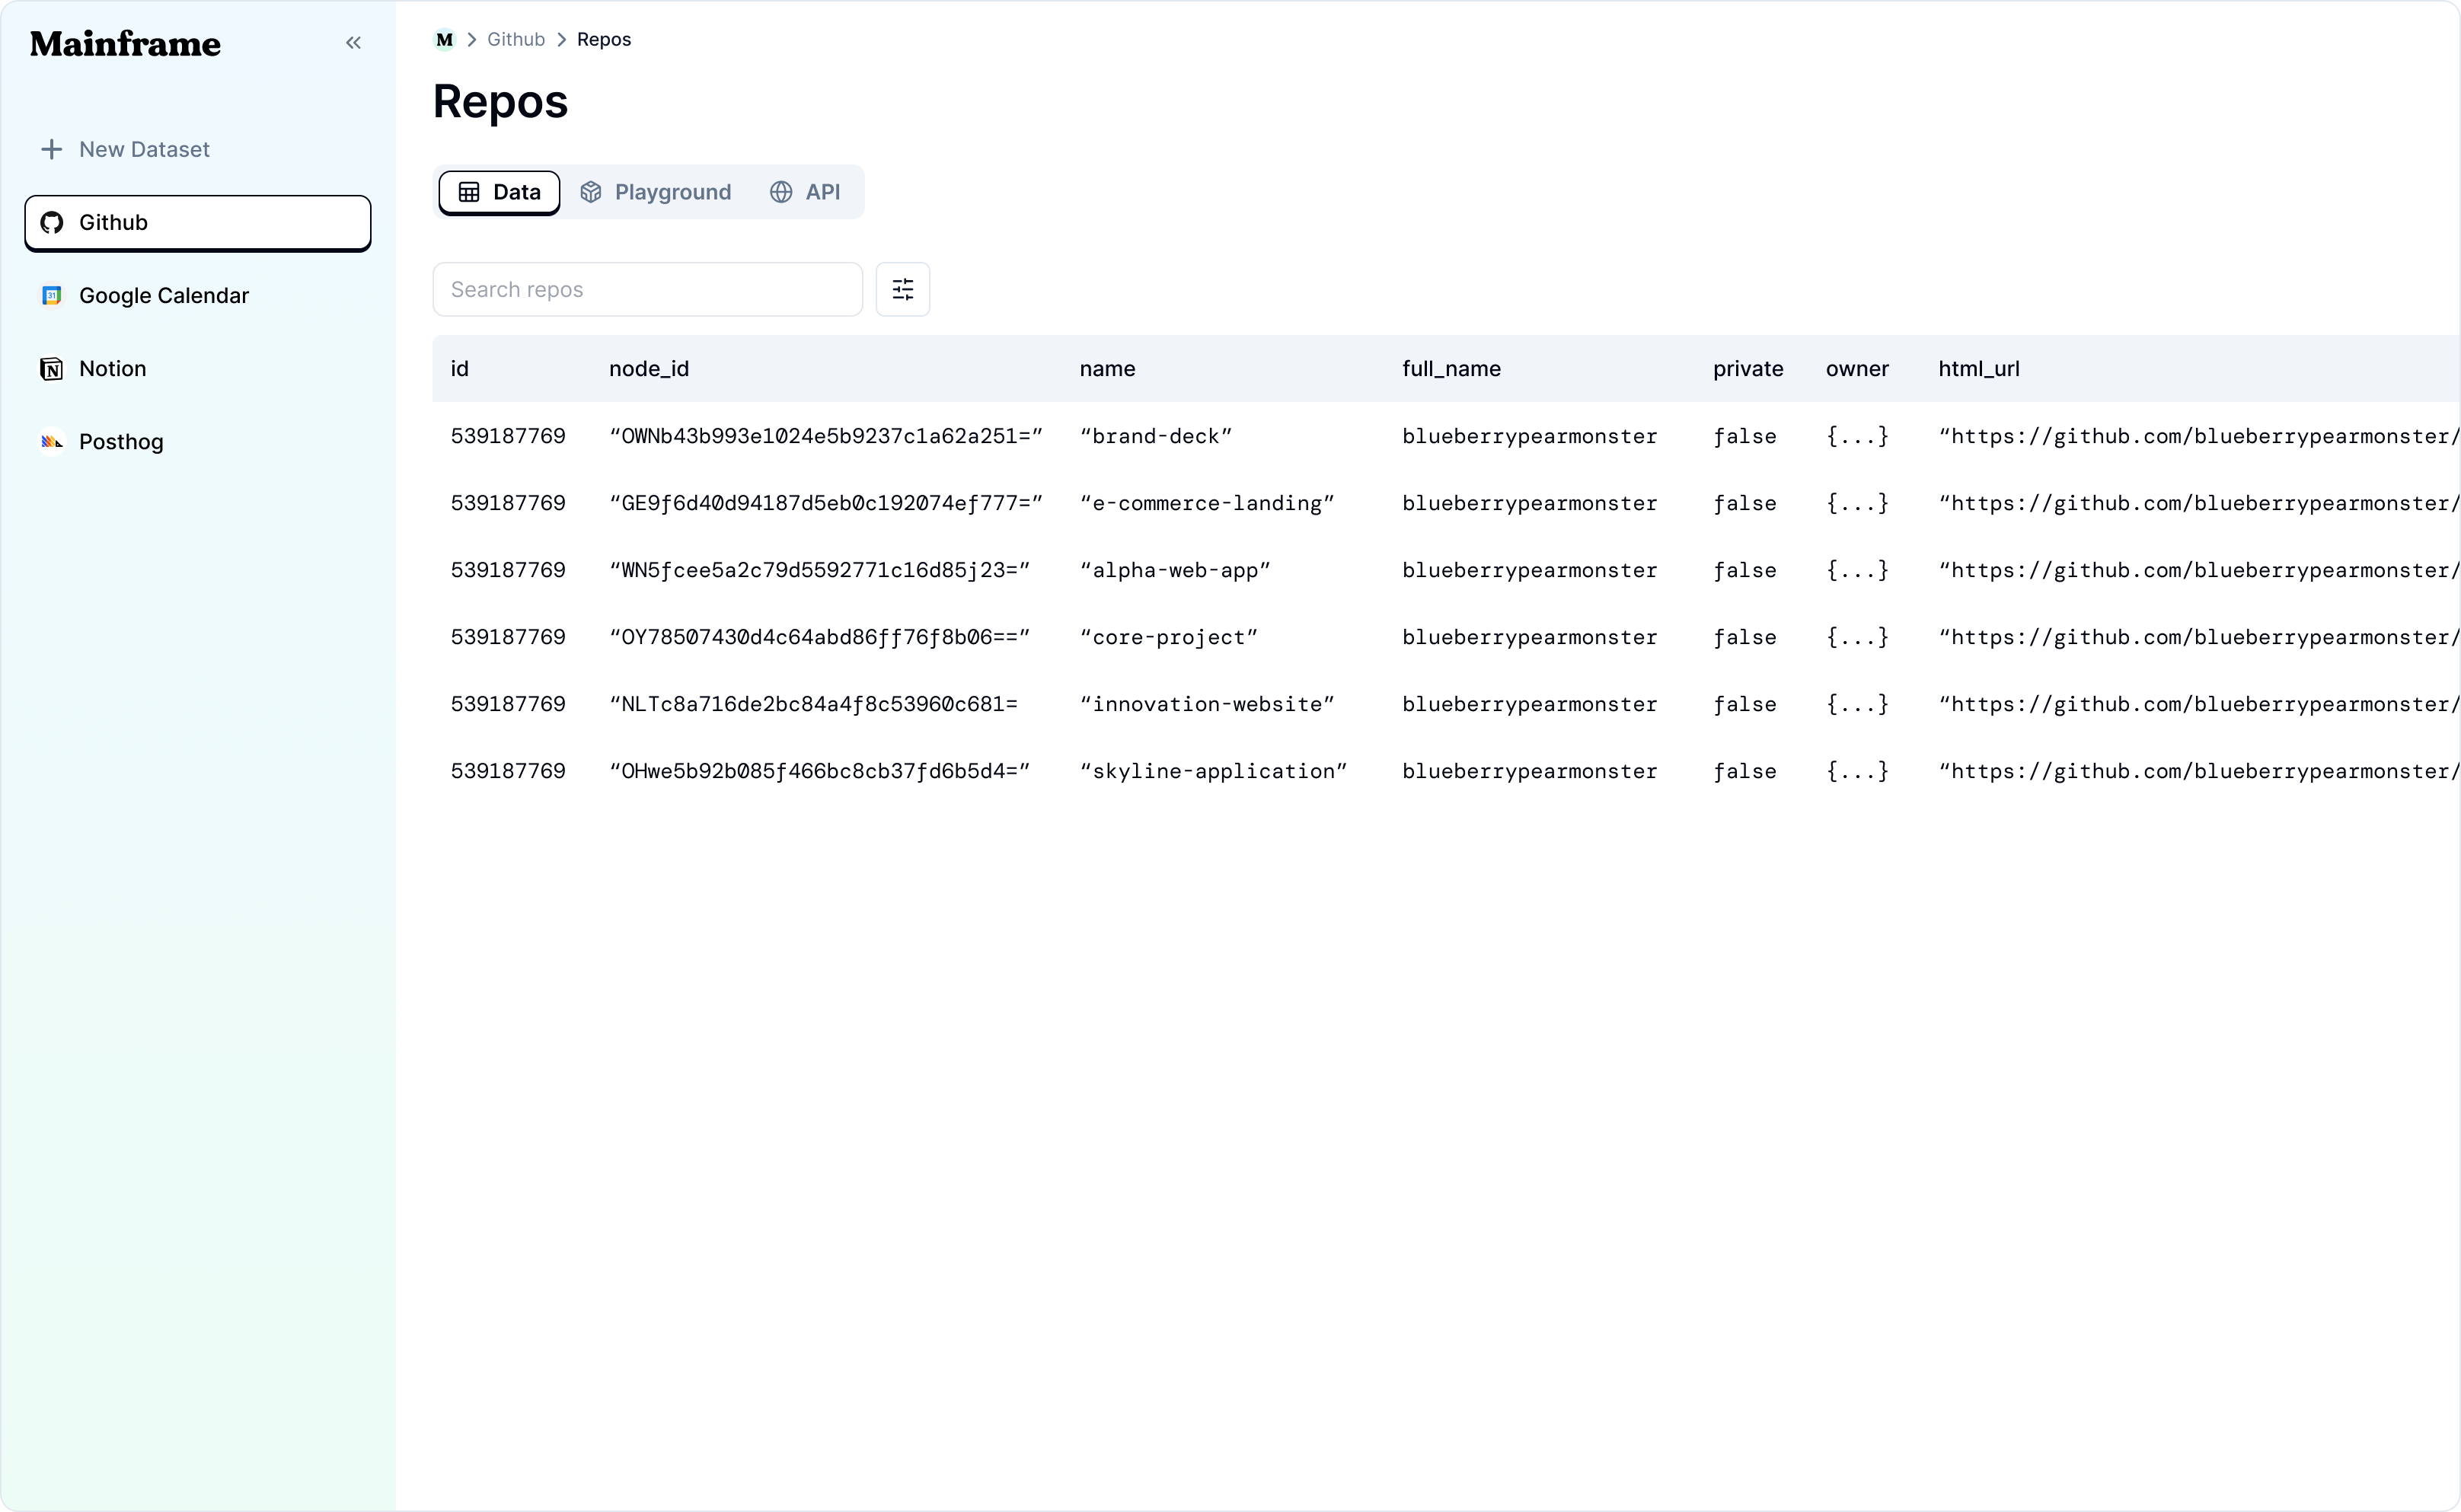 Mainframe
New Dataset
Github
Google Calendar
31
Notion
Posthog
M > Github > Repos
Repos
Data Playground API
Search repos
id node_id name full_name private owner html_url
539187769 “OWNb43b993e1024e5b9237c1a62a251=” “brand-deck” blueberrypearmonster false {...} “https://github.com/blueberrypearmonster/
539187769 “GE9f6d40d94187d5eb0c192074ef777=” “e-commerce-landing” blueberrypearmonster false {...} “https://github.com/blueberrypearmonster/
539187769 “WN5fcee5a2c79d5592771c16d85j23=” “alpha-web-app” blueberrypearmonster false {...} “https://github.com/blueberrypearmonster/
539187769 “OY78507430d4c64abd86ff76f8b06==” “core-project” blueberrypearmonster false {...} “https://github.com/blueberrypearmonster/
539187769 “NLTc8a716de2bc84a4f8c53960c681= “innovation-website” blueberrypearmonster false {...} “https://github.com/blueberrypearmonster/
539187769 “OHwe5b92b085f466bc8cb37fd6b5d4=” “skyline-application” blueberrypearmonster false {...} “https://github.com/blueberrypearmonster/